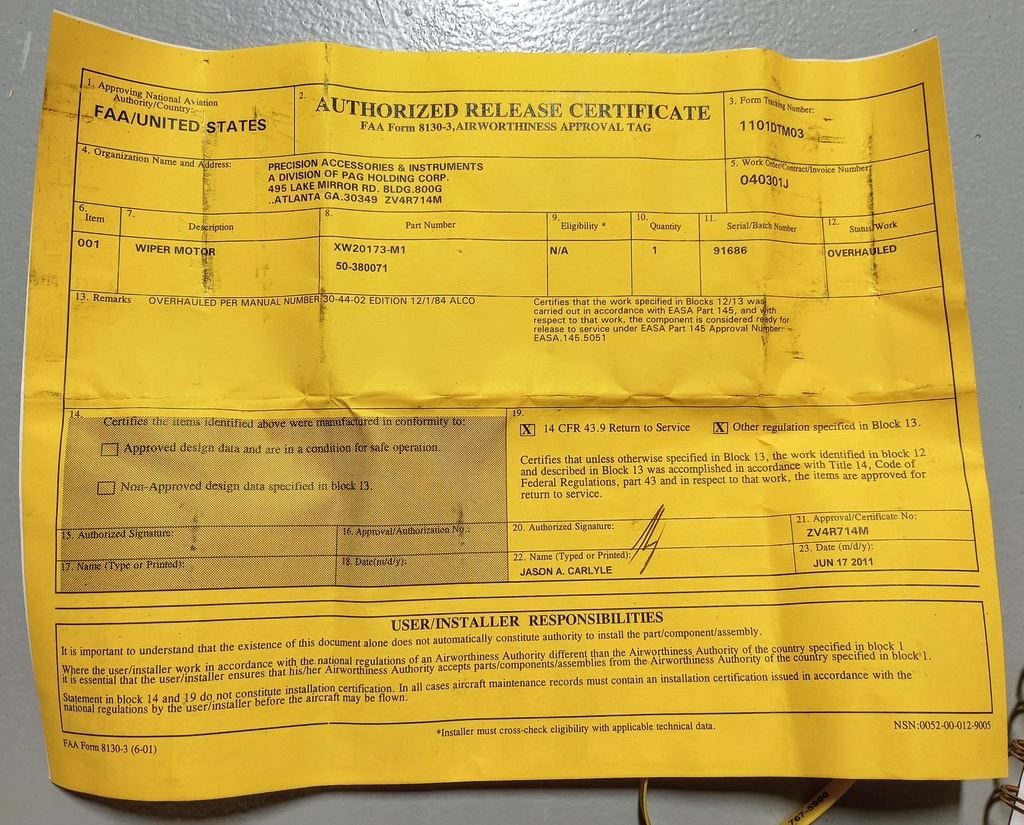 1. Approving National Aviation
Authority/Country:
FAA/UNITED STATES
2.
AUTHORIZED RELEASE CERTIFICATE
FAA Form 8130-3,AIRWORTHINESS APPROVAL TAG
3. Form Tracking Number:
1101DTM03
4. Organization Name and Address:
PRECISION ACCESSORIES & INSTRUMENTS
A DIVISION OF PAG HOLDING CORP.
495 LAKE MIRROR RD. BLDG.800G
..ATLANTA GA.30349 ZV4R714M
5. Work Order/Contract/Invoice Number:
040301J
6. Item
7. Description
8. Part Number
9. Eligibility *
10. Quantity
11. Serial/Batch Number
12. Status/Work
001 WIPER MOTOR XW20173-M1 N/A 1 91686 OVERHAULED
50-380071
13. Remarks OVERHAULED PER MANUAL NUMBER 30-44-02 EDITION 12/1/84 ALCO
Certifies that the work specified in Blocks 12/13 was
carried out in accordance with EASA Part 145, and with
respect to that work, the component is considered ready for
release to service under EASA Part 145 Approval Number:
EASA.145.5051
14.
Certifies the items identified above were manufactured in conformity to:
Approved design data and are in a condition for safe operation.
Non-Approved design data specified in block 13.
15. Authorized Signature:
16. Approval/Authorization No.:
17. Name (Type or Printed):
18. Date(m/d/y):
19.
X 14 CFR 43.9 Return to Service X Other regulation specified in Block 13.
Certifies that unless otherwise specified in Block 13, the work identified in block 12
and described in Block 13 was accomplished in accordance with Title 14, Code of
Federal Regulations, part 43 and in respect to that work, the items are approved for
return to service.
20. Authorized Signature:
21. Approval/Certificate No:
ZV4R714M
22. Name (Typed or Printed):
JASON A. CARLYLE
23. Date (m/d/y):
JUN 17 2011
USER/INSTALLER RESPONSIBILITIES
It is important to understand that the existence of this document alone does not automatically constitute authority to install the part/component/assembly.
Where the user/installer work in accordance with the national regulations of an Airworthiness Authority different than the Airworthiness Authority of the country specified in block 1
it is essential that the user/installer ensures that his/her Airworthiness Authority accepts parts/components/assemblies from the Airworthiness Authority of the country specified in block 1.
Statement in block 14 and 19 do not constitute installation certification. In all cases aircraft maintenance records must contain an installation certification issued in accordance with the
national regulations by the user/installer before the aircraft may be flown.
*Installer must cross-check eligibility with applicable technical data.
NSN:0052-00-012-9005
FAA Form 8130-3 (6-01)